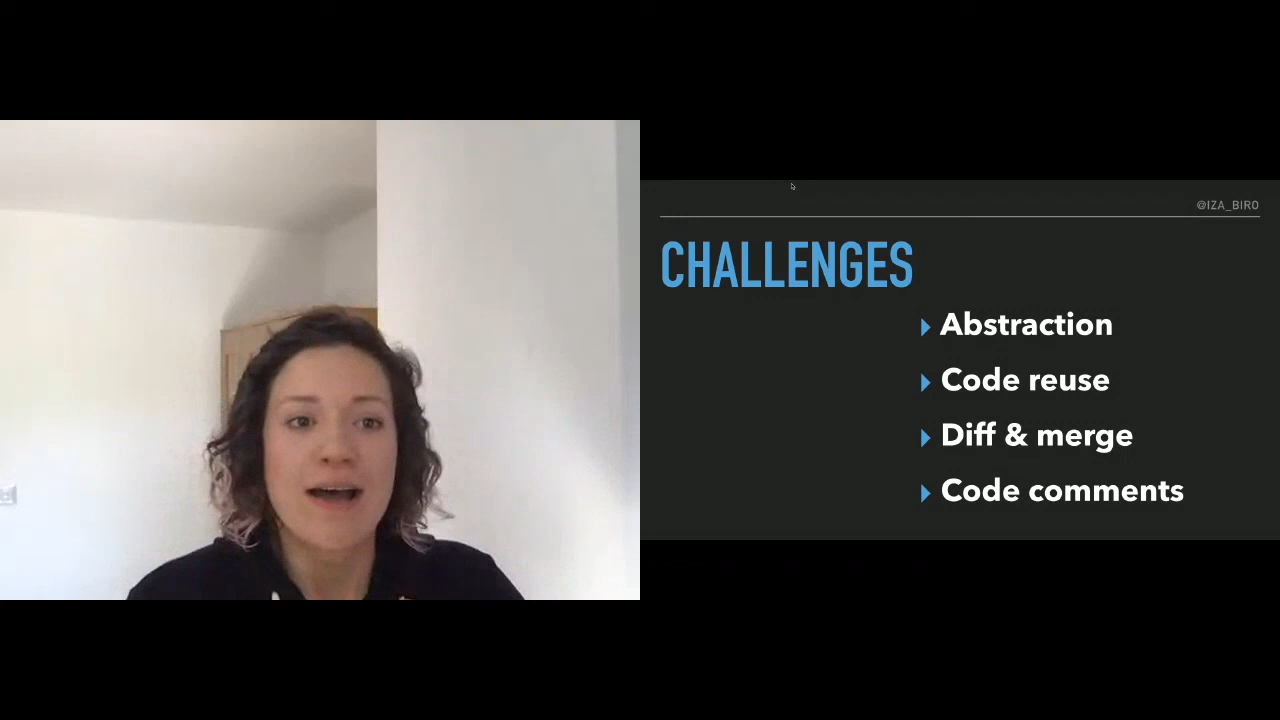 @IZA_BIRO
CHALLENGES
Abstraction
Code reuse
Diff & merge
Code comments